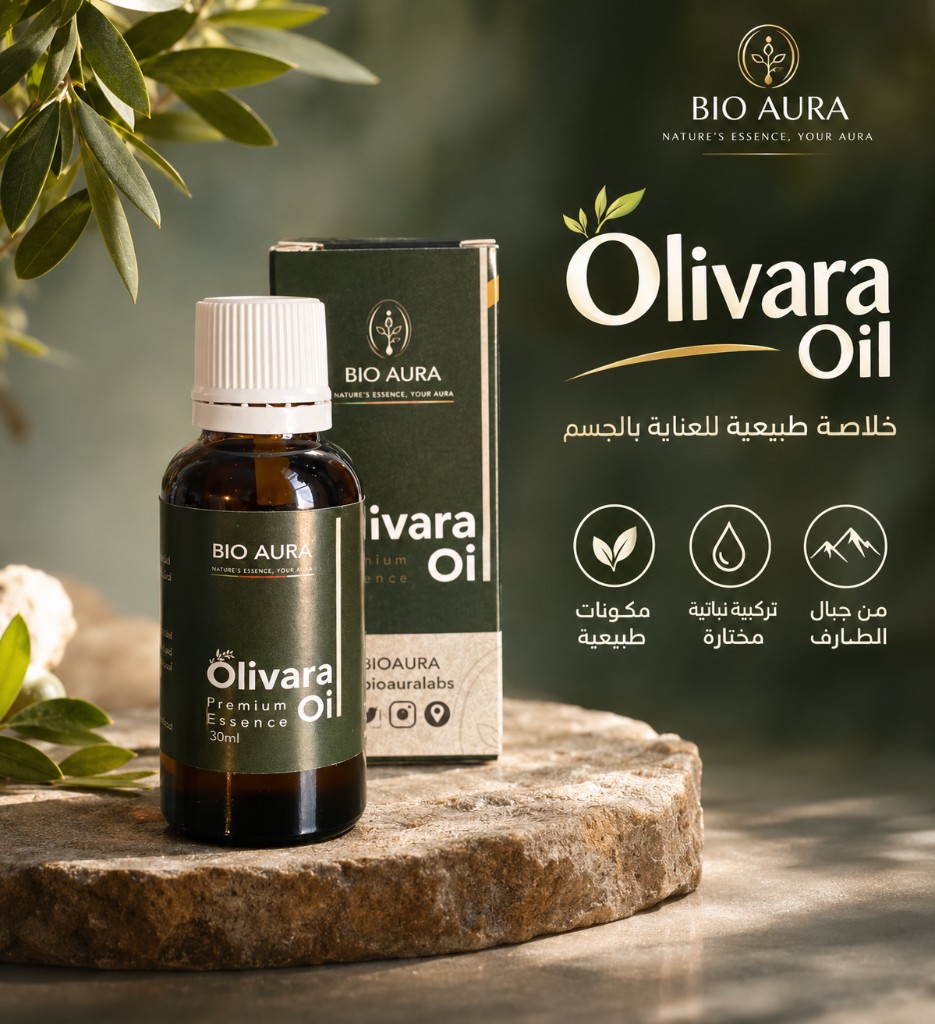 BIO AURA
NATURE'S ESSENCE, YOUR AURA
Olivara
Oil
خلاصة طبيعية للعناية بالجسم
مكونات
طبيعية
تركيبة نباتية
مختارة
من جبال
الطارف
BIO AURA
NATURE'S ESSENCE, YOUR AURA
livara
Oil
nium
ence
BIOAURA
bioauralabs
BIO AURA
NATURE'S ESSENCE, YOUR AURA
Olivara
Oil
Premium
Essence
30ml